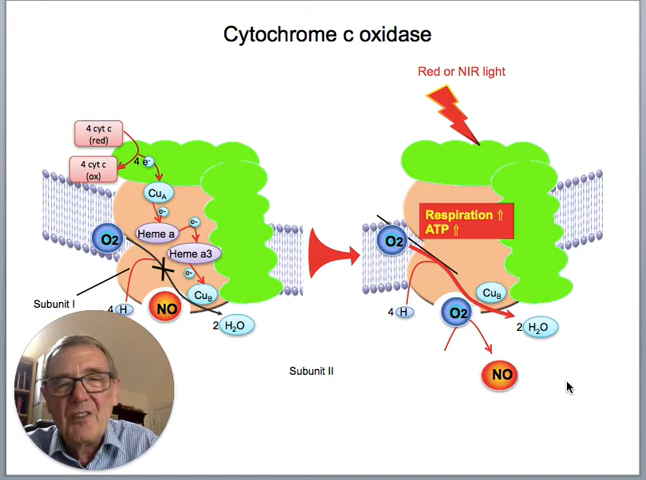 Cytochrome c oxidase
Red or NIR light
4 cyt c
(red)
4 cyt c
(ox)
4 e-
CuA
e-
Heme a
e-
Heme a3
e-
CuB
O2
NO
Subunit I
4 H
2 H2O
Subunit II
Respiration ⇧
ATP ⇧
O2
CuB
4 H
O2
2 H2O
NO